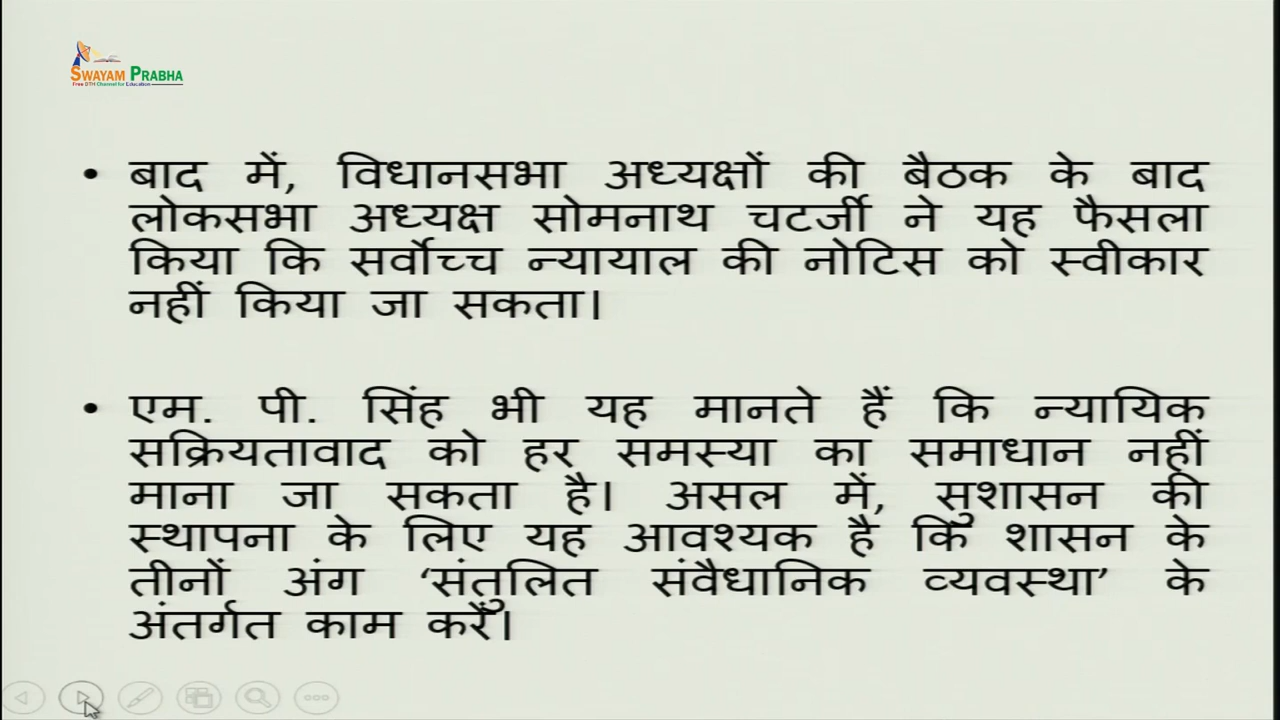 SWAYAM PRABHA
Free DTH Channel for Education
• बाद में, विधानसभा अध्यक्षों की बैठक के बाद
लोकसभा अध्यक्ष सोमनाथ चटर्जी ने यह फैसला
किया कि सर्वोच्च न्यायाल की नोटिस को स्वीकार
नहीं किया जा सकता।
• एम. पी. सिंह भी यह मानते हैं कि न्यायिक
सक्रियतावाद को हर समस्या का समाधान नहीं
माना जा सकता है। असल में, सुशासन की
स्थापना के लिए यह आवश्यक है कि शासन के
तीनों अंग ‘संतुलित संवैधानिक व्यवस्था’ के
अंतर्गत काम करें।